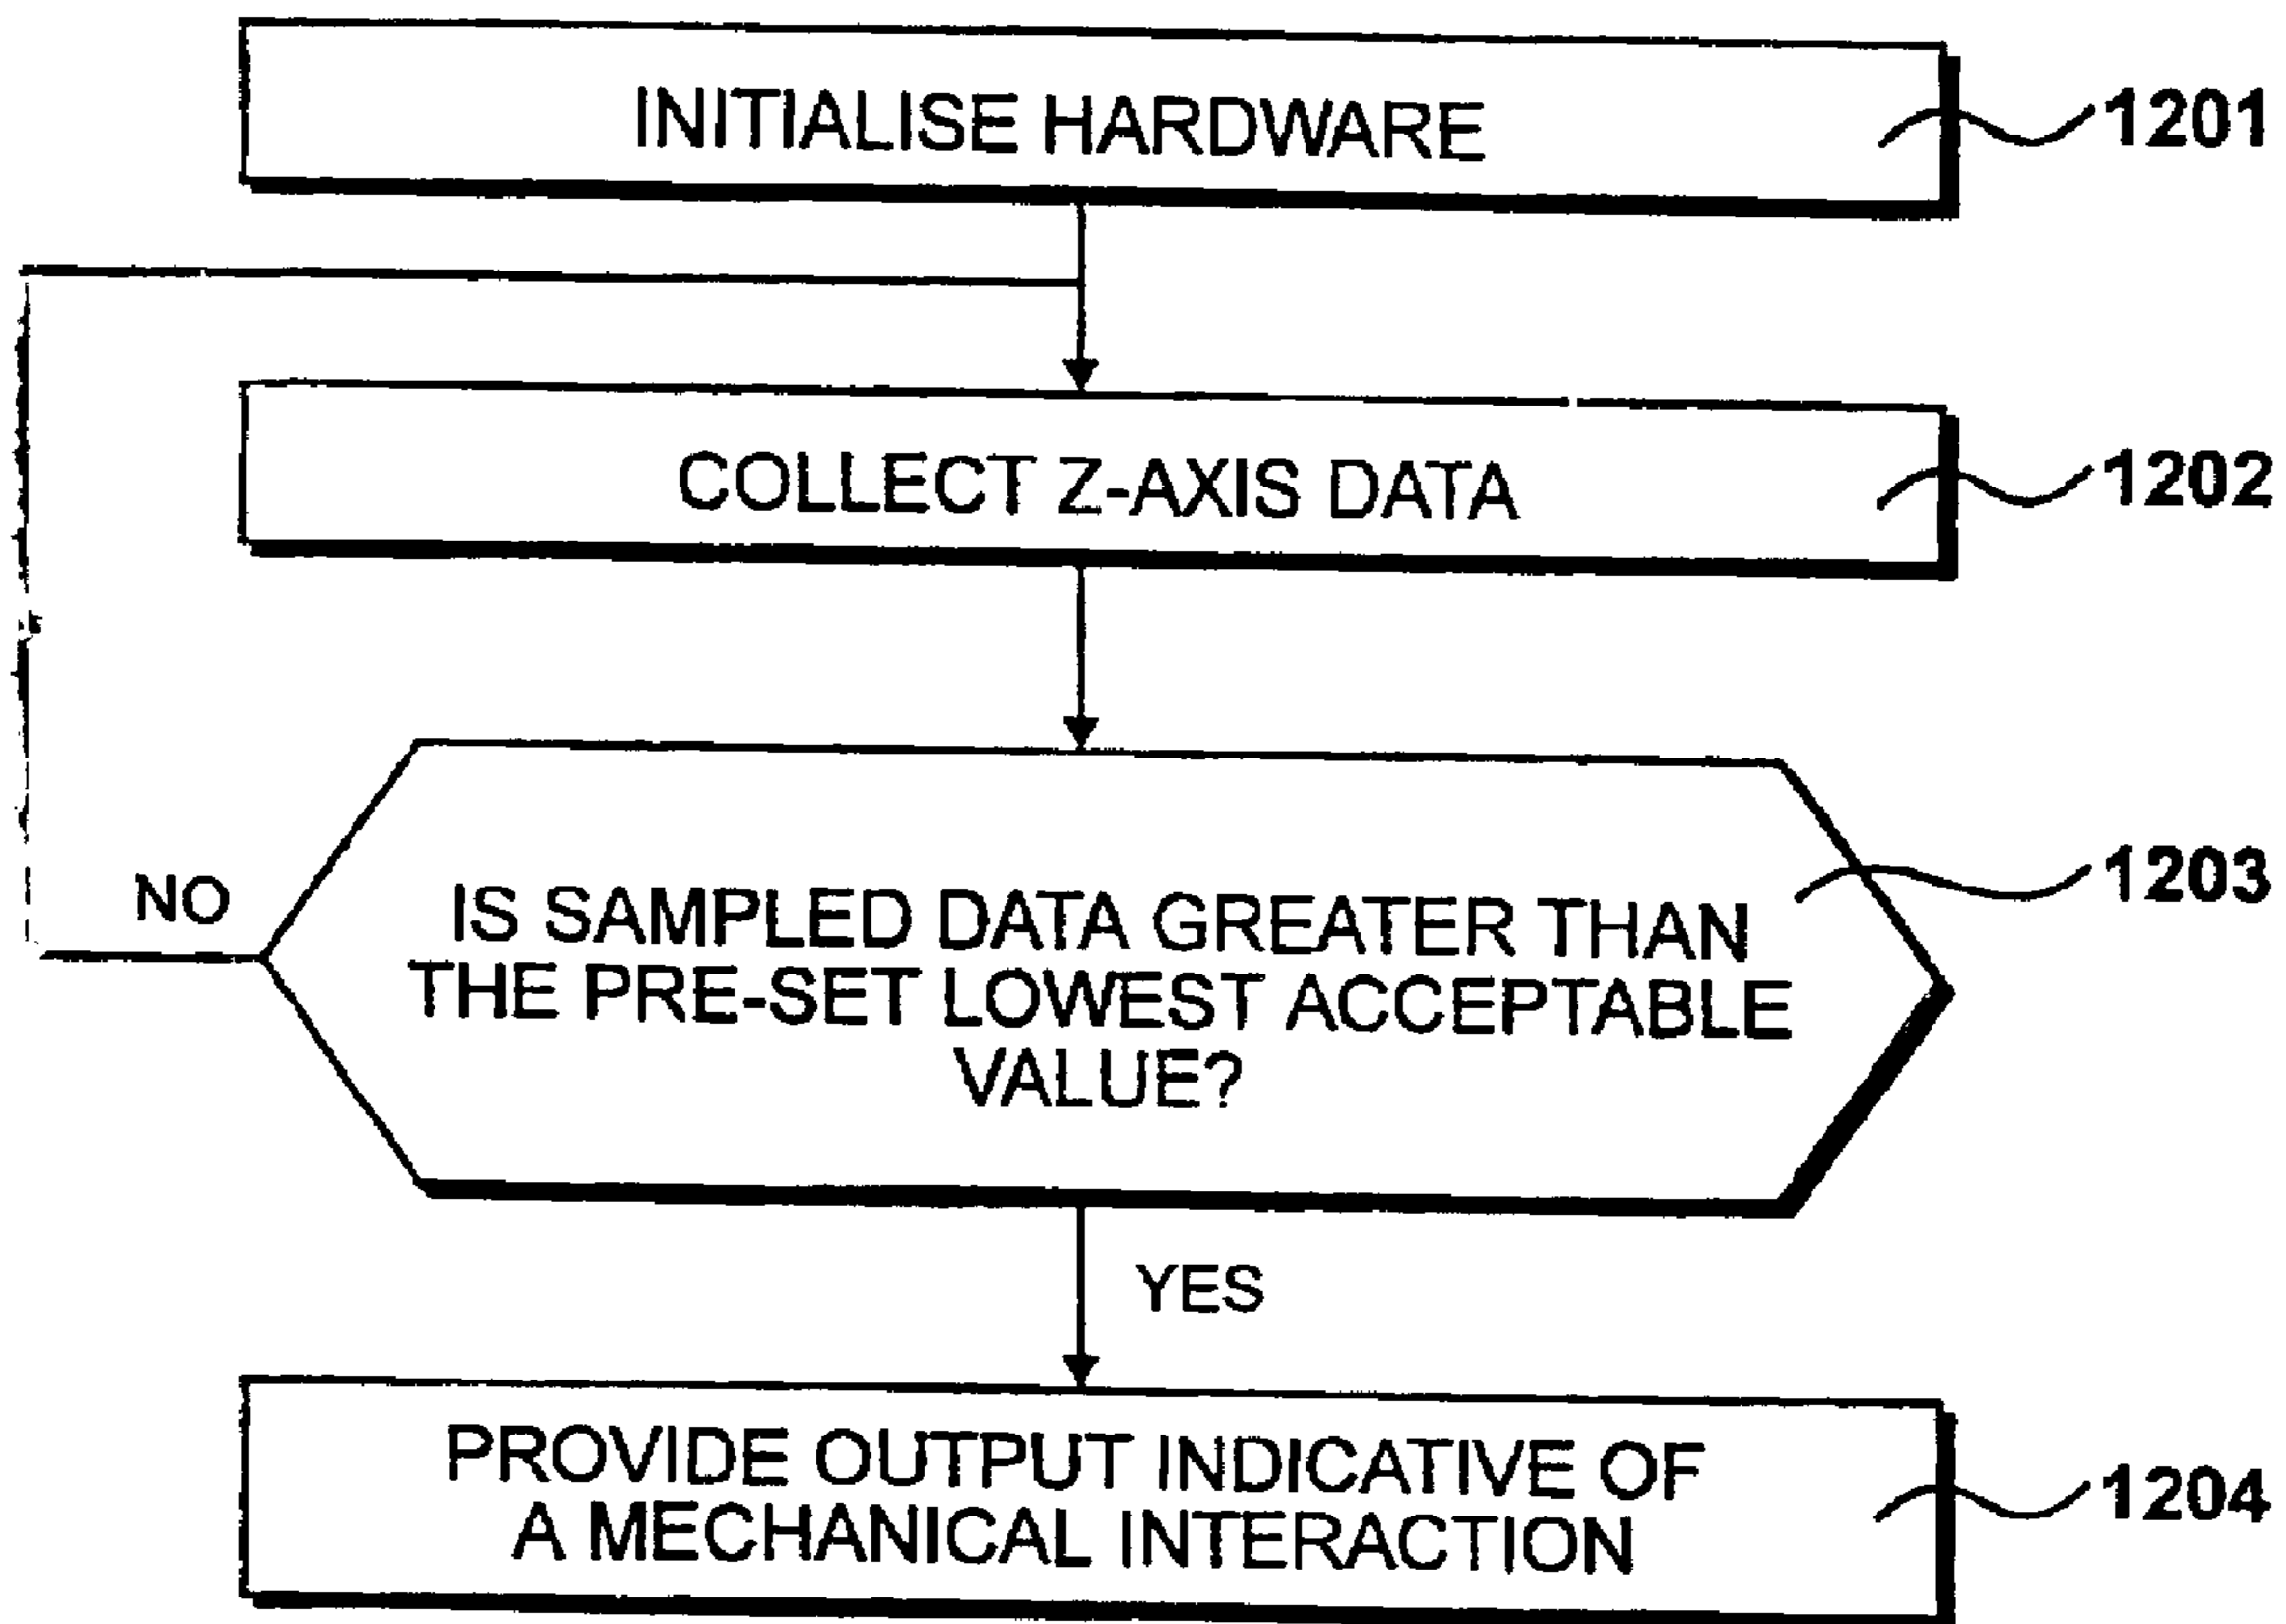 INITIALISE HARDWARE
1201
COLLECT Z-AXIS DATA
1202
NO
IS SAMPLED DATA GREATER THAN
THE PRE-SET LOWEST ACCEPTABLE
VALUE?
1203
YES
PROVIDE OUTPUT INDICATIVE OF
A MECHANICAL INTERACTION
1204